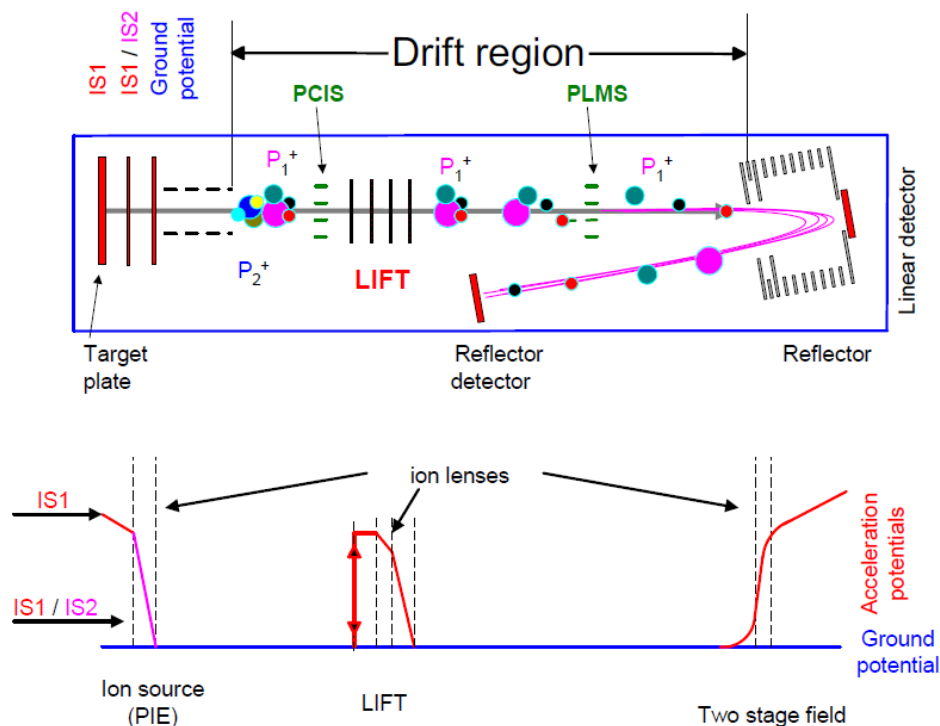 IS1
IS1 / IS2
Ground
potential
Drift region
PCIS
PLMS
P1+
P1+
P1+
P2+
LIFT
Linear detector
Target
plate
Reflector
detector
Reflector
ion lenses
IS1
IS1 / IS2
Acceleration
potentials
Ground
potential
Ion source
(PIE)
LIFT
Two stage field